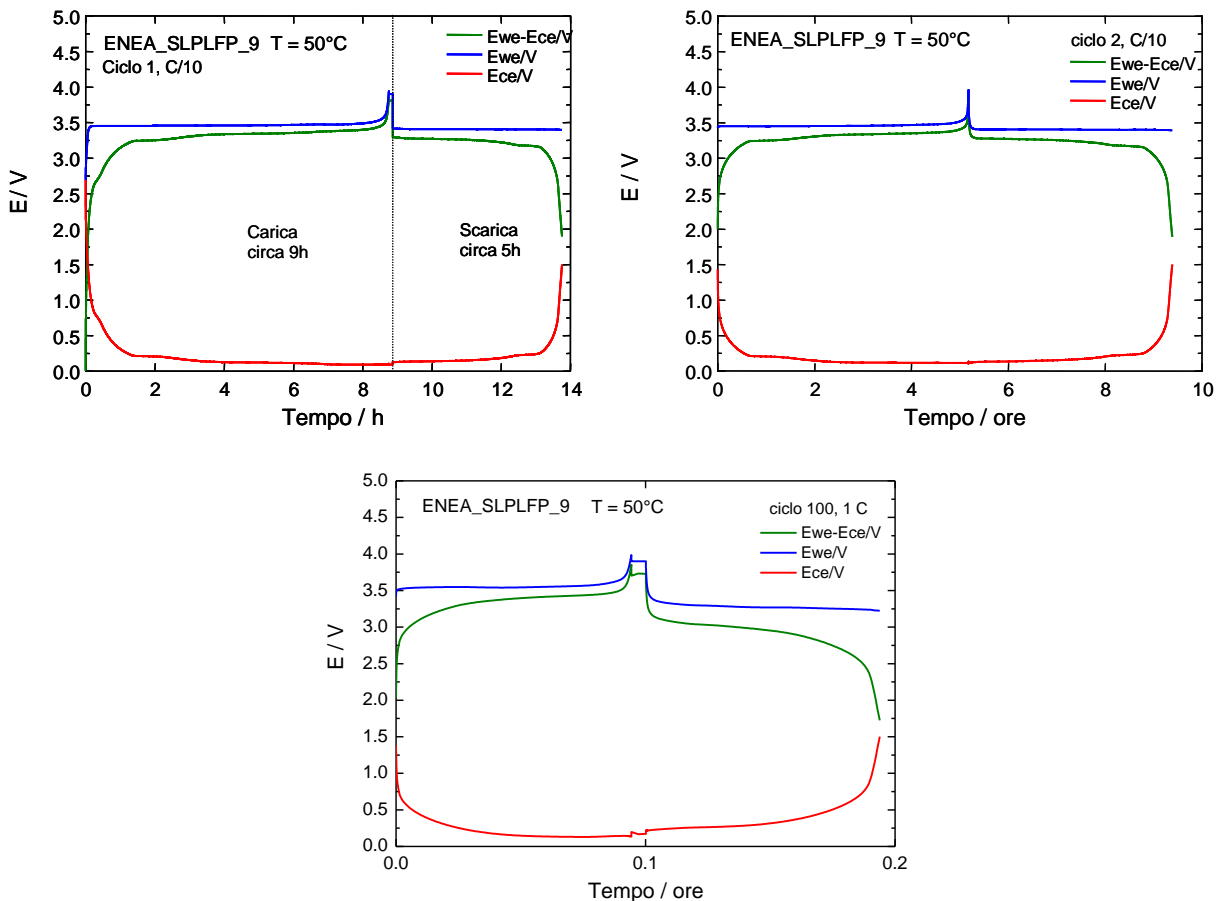 5.0
4.5
4.0
3.5
3.0
2.5
2.0
1.5
1.0
0.5
0.0
E / V
ENEA_SLPLFP_9 T = 50°C
Ciclo 1, C/10
Ewe-Ece/V
Ewe/V
Ece/V
Carica
circa 9h
Scarica
circa 5h
0 2 4 6 8 10 12 14
Tempo / h
5.0
4.5
4.0
3.5
3.0
2.5
2.0
1.5
1.0
0.5
0.0
E / V
ENEA_SLPLFP_9 T = 50°C
ciclo 2, C/10
Ewe-Ece/V
Ewe/V
Ece/V
0 2 4 6 8 10
Tempo / ore
5.0
4.5
4.0
3.5
3.0
2.5
2.0
1.5
1.0
0.5
0.0
E / V
ENEA_SLPLFP_9 T = 50°C
ciclo 100, 1 C
Ewe-Ece/V
Ewe/V
Ece/V
0.0 0.1 0.2
Tempo / ore